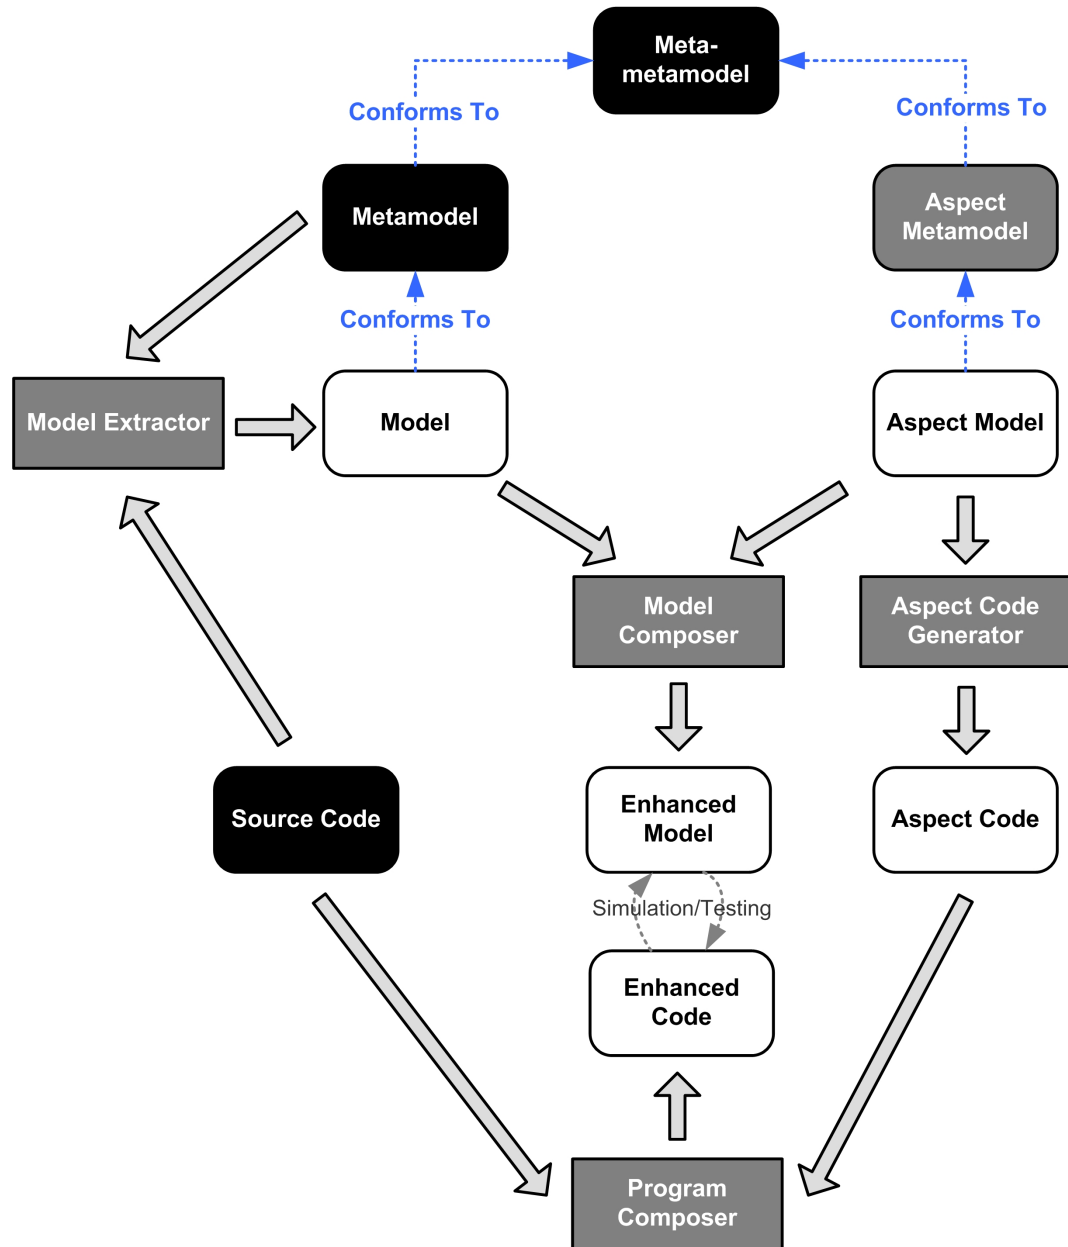 Meta-
metamodel
Conforms To
Conforms To
Metamodel
Aspect
Metamodel
Conforms To
Conforms To
Model Extractor
Model
Aspect Model
Model
Composer
Aspect Code
Generator
Source Code
Enhanced
Model
Aspect Code
Simulation/Testing
Enhanced
Code
Program
Composer